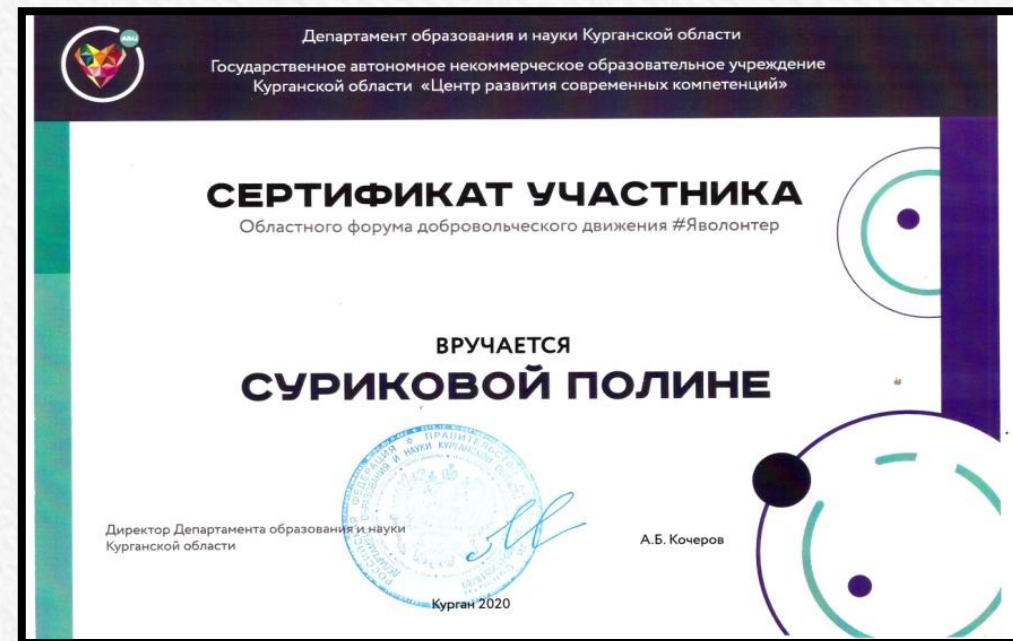 Департамент образования и науки Курганской области
Государственное автономное некоммерческое образовательное учреждение
Курганской области «Центр развития современных компетенций»
СЕРТИФИКАТ УЧАСТНИКА
Областного форума добровольческого движения #Яволонтер
ВРУЧАЕТСЯ
СУРИКОВОЙ ПОЛИНЕ
Директор Департамента образования и науки
Курганской области
А.Б. Кочеров
Курган 2020